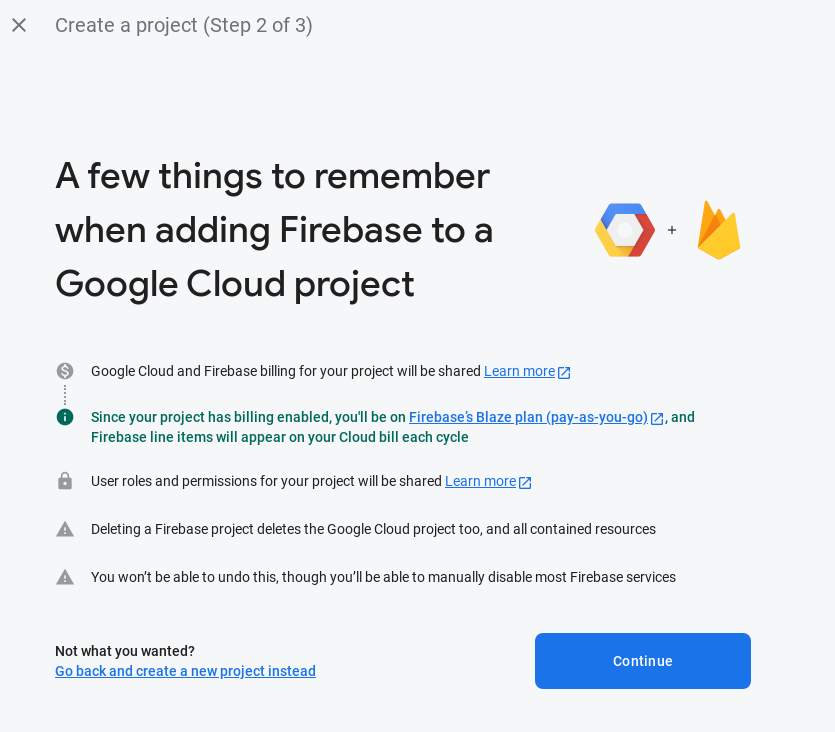 Create a project (Step 2 of 3)
A few things to remember
when adding Firebase to a
Google Cloud project
+
Google Cloud and Firebase billing for your project will be shared Learn more
Since your project has billing enabled, you'll be on Firebase’s Blaze plan (pay-as-you-go), and
Firebase line items will appear on your Cloud bill each cycle
User roles and permissions for your project will be shared Learn more
Deleting a Firebase project deletes the Google Cloud project too, and all contained resources
You won’t be able to undo this, though you’ll be able to manually disable most Firebase services
Not what you wanted?
Go back and create a new project instead
Continue